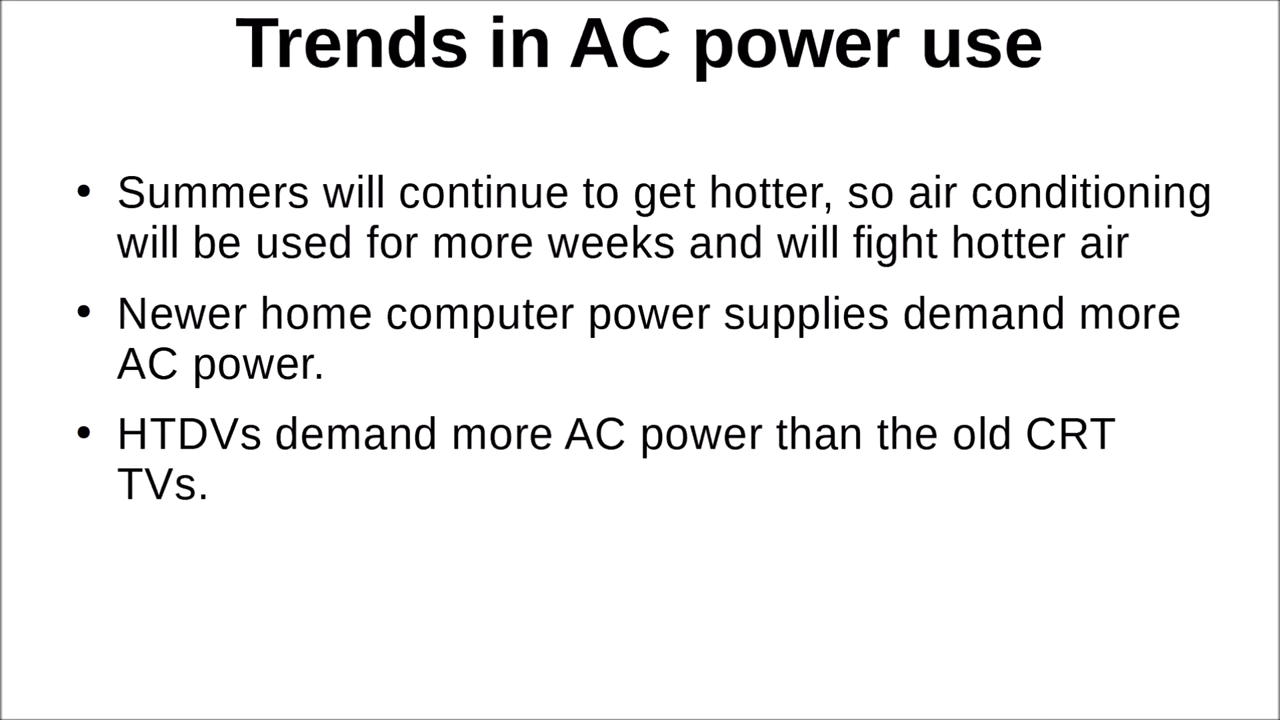 Trends in AC power use
• Summers will continue to get hotter, so air conditioning
will be used for more weeks and will fight hotter air
• Newer home computer power supplies demand more
AC power.
• HTDVs demand more AC power than the old CRT
TVs.